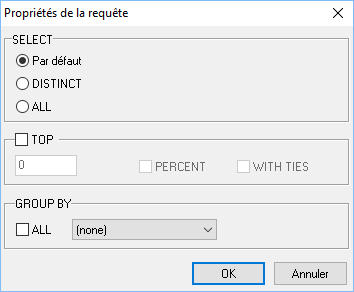 Propriétés de la requête
SELECT
Par défaut
DISTINCT
ALL
TOP
0
PERCENT
WITH TIES
GROUP BY
ALL
(none)
OK
Annuler